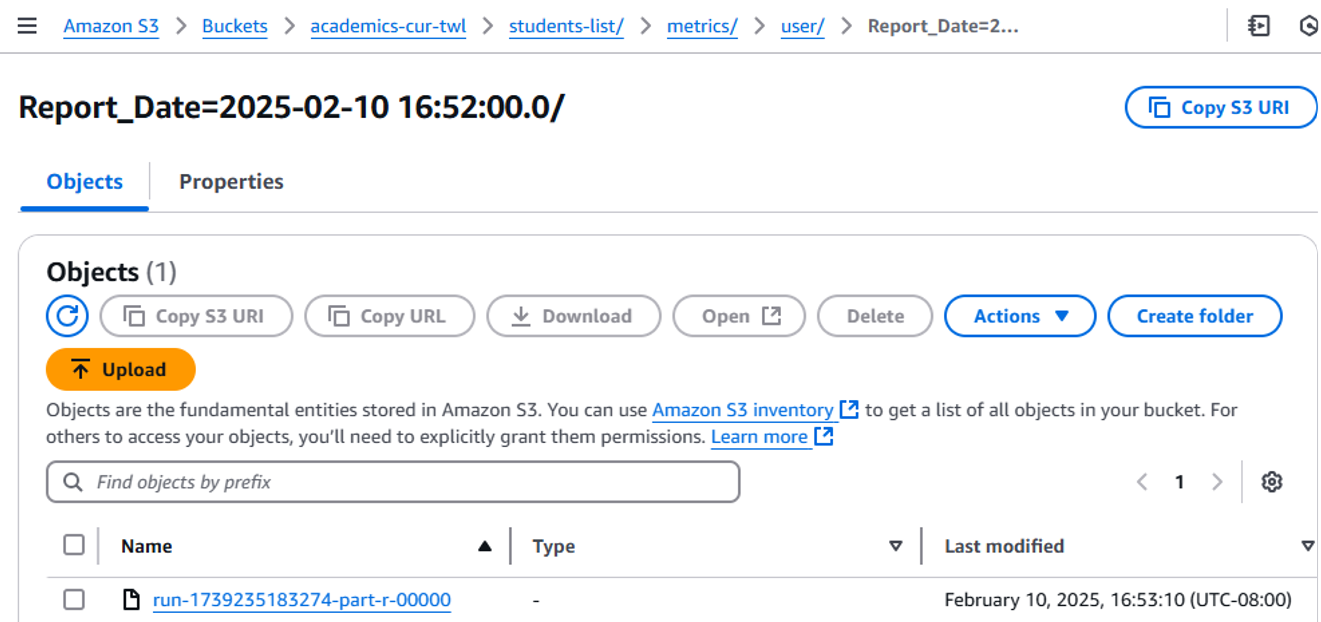 Amazon S3 > Buckets > academics-cur-twl > students-list/ > metrics/ > user/ > Report_Date=2...
Report_Date=2025-02-10 16:52:00.0/
Copy S3 URI
Objects Properties
Objects (1)
Copy S3 URI Copy URL Download Open Delete Actions Create folder
Upload
Objects are the fundamental entities stored in Amazon S3. You can use Amazon S3 inventory to get a list of all objects in your bucket. For
others to access your objects, you'll need to explicitly grant them permissions. Learn more
Find objects by prefix
1
Name Type Last modified
run-1739235183274-part-r-00000 - February 10, 2025, 16:53:10 (UTC-08:00)